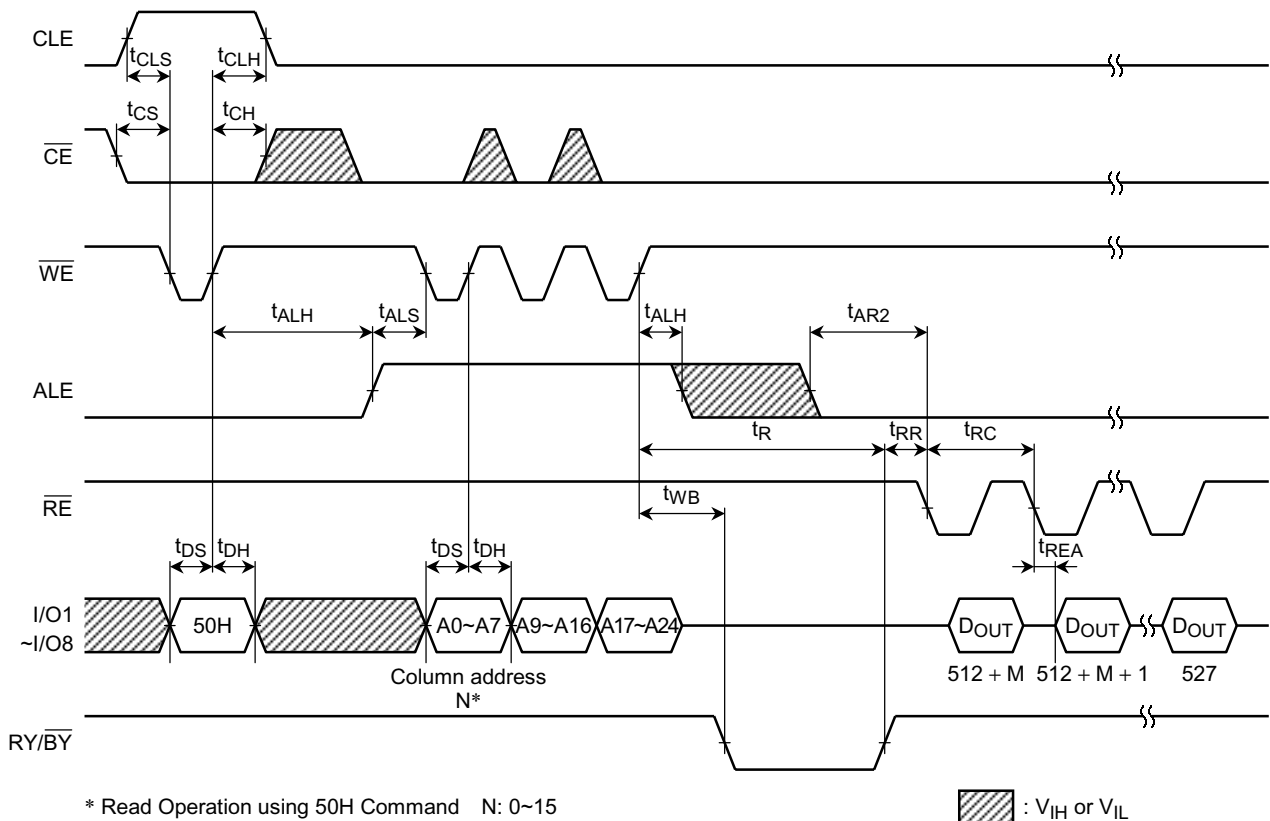 CLE
tCLS tCLH
tCS tCH
CE
WE
tALH tALS tALH tAR2
ALE
tR tRR tRC
tWB
RE
tDS tDH tDS tDH tREA
I/O1
~I/O8
50H A0~A7 A9~A16 A17~A24 DOUT DOUT DOUT
Column address
N*
512 + M 512 + M + 1 527
RY/BY
* Read Operation using 50H Command N: 0~15
: VIH or VIL